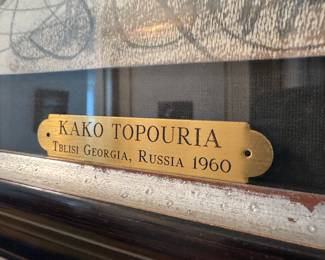 KAKO TOPOURIA
TBLISI GEORGIA, RUSSIA 1960